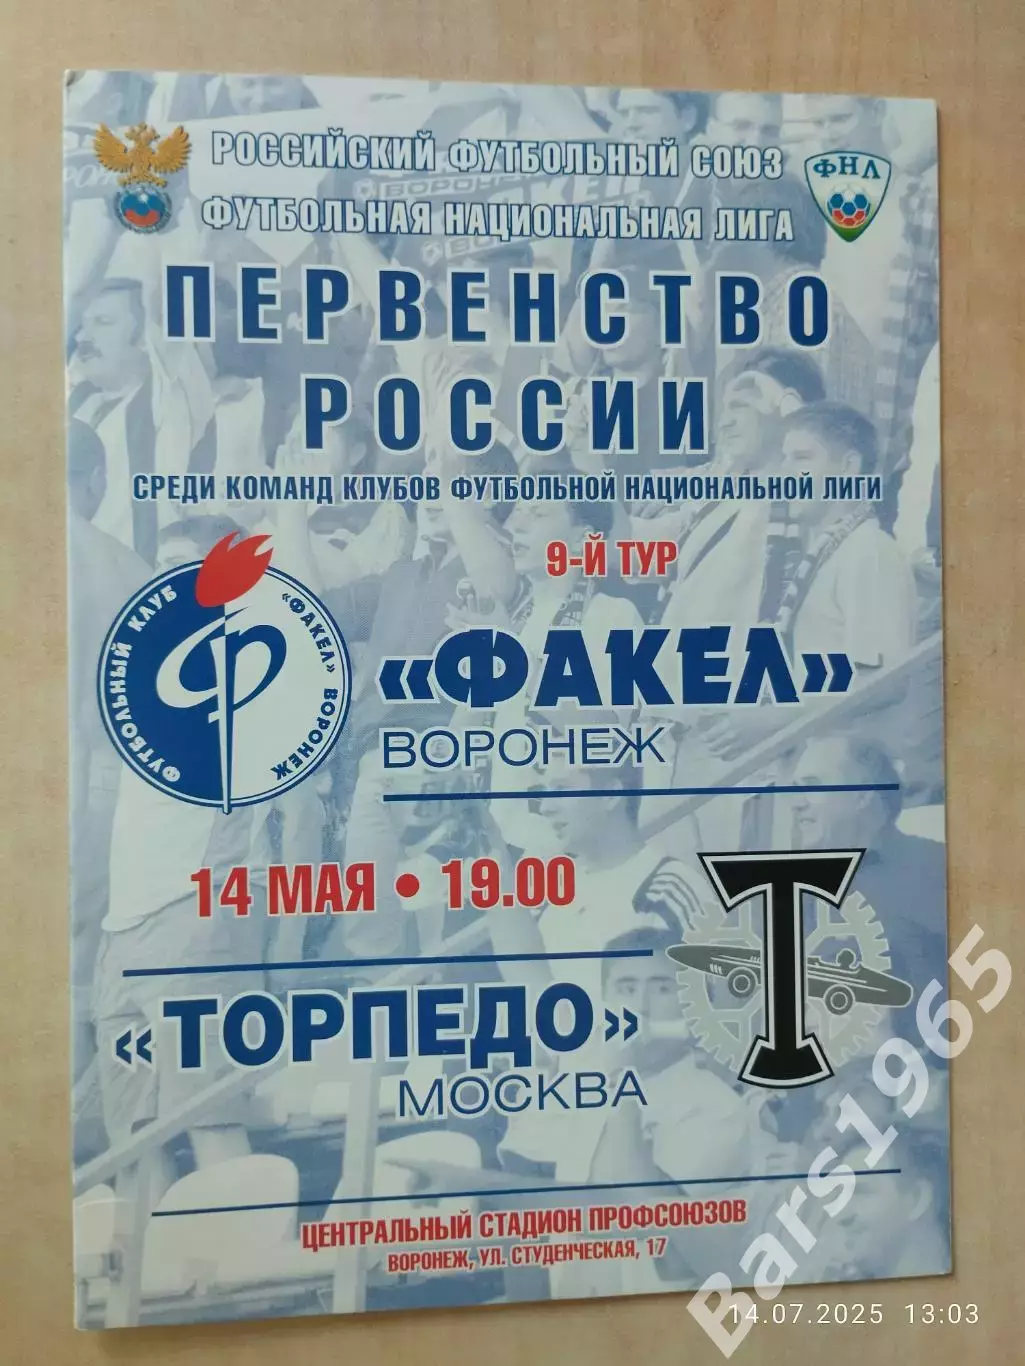 РОССИЙСКИЙ ФУТБОЛЬНЫЙ СОЮЗ
ФУТБОЛЬНАЯ НАЦИОНАЛЬНАЯ ЛИГА
ФНЛ
ПЕРВЕНСТВО
РОССИИ
СРЕДИ КОМАНД КЛУБОВ ФУТБОЛЬНОЙ НАЦИОНАЛЬНОЙ ЛИГИ
9-Й ТУР
ФУТБОЛЬНЫЙ КЛУБ «ФАКЕЛ» ВОРОНЕЖ
«ФАКЕЛ»
ВОРОНЕЖ
14 МАЯ • 19.00
«ТОРПЕДО»
МОСКВА
Т
ЦЕНТРАЛЬНЫЙ СТАДИОН ПРОФСОЮЗОВ
ВОРОНЕЖ, УЛ. СТУДЕНЧЕСКАЯ, 17
Bars1965
14.07.2025 13:03